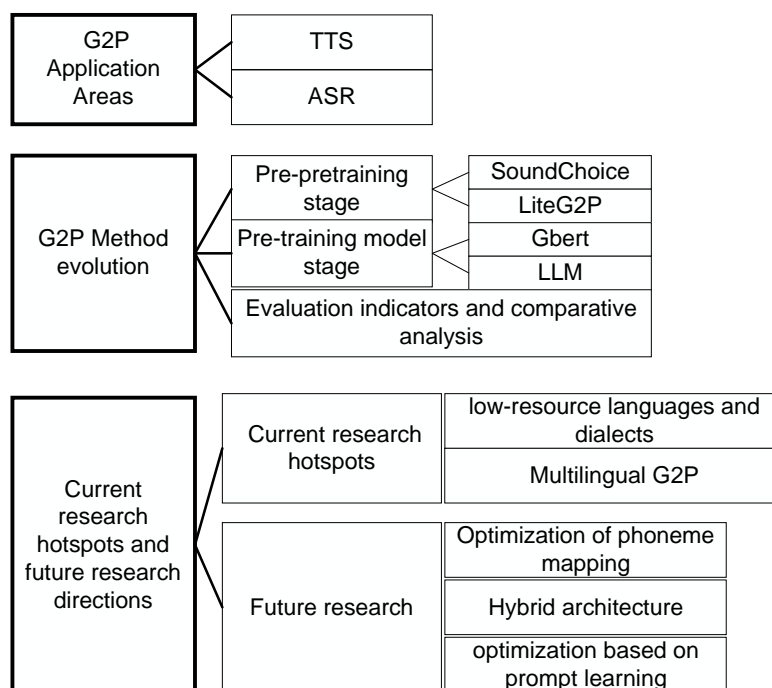 G2P
Application
Areas
TTS
ASR
G2P Method
evolution
Pre-pretraining
stage
SoundChoice
LiteG2P
Pre-training model
stage
Gbert
LLM
Evaluation indicators and comparative
analysis
Current
research
hotspots and
future research
directions
Current research
hotspots
low-resource languages and
dialects
Multilingual G2P
Future research
Optimization of phoneme
mapping
Hybrid architecture
optimization based on
prompt learning